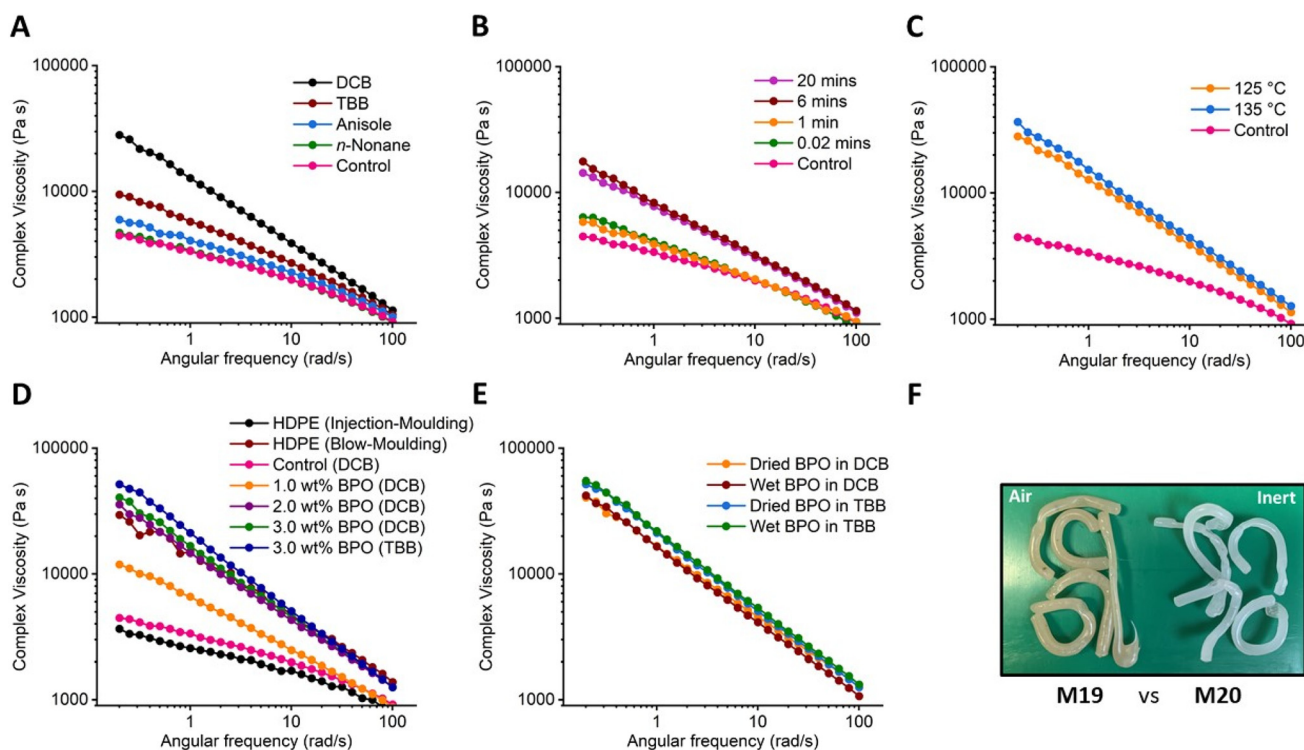 A
100000
10000
1000
Complex Viscosity (Pa s)
DCB
TBB
Anisole
n-Nonane
Control
1
10
100
Angular frequency (rad/s)
B
100000
10000
1000
Complex Viscosity (Pa s)
20 mins
6 mins
1 min
0.02 mins
Control
1
10
100
Angular frequency (rad/s)
C
100000
10000
1000
Complex Viscosity (Pa s)
125 °C
135 °C
Control
1
10
100
Angular frequency (rad/s)
D
100000
10000
1000
Complex Viscosity (Pa s)
HDPE (Injection-Moulding)
HDPE (Blow-Moulding)
Control (DCB)
1.0 wt% BPO (DCB)
2.0 wt% BPO (DCB)
3.0 wt% BPO (DCB)
3.0 wt% BPO (TBB)
1
10
100
Angular frequency (rad/s)
E
100000
10000
1000
Complex Viscosity (Pa s)
Dried BPO in DCB
Wet BPO in DCB
Dried BPO in TBB
Wet BPO in TBB
1
10
100
Angular frequency (rad/s)
F
Air
Inert
M19 vs M20